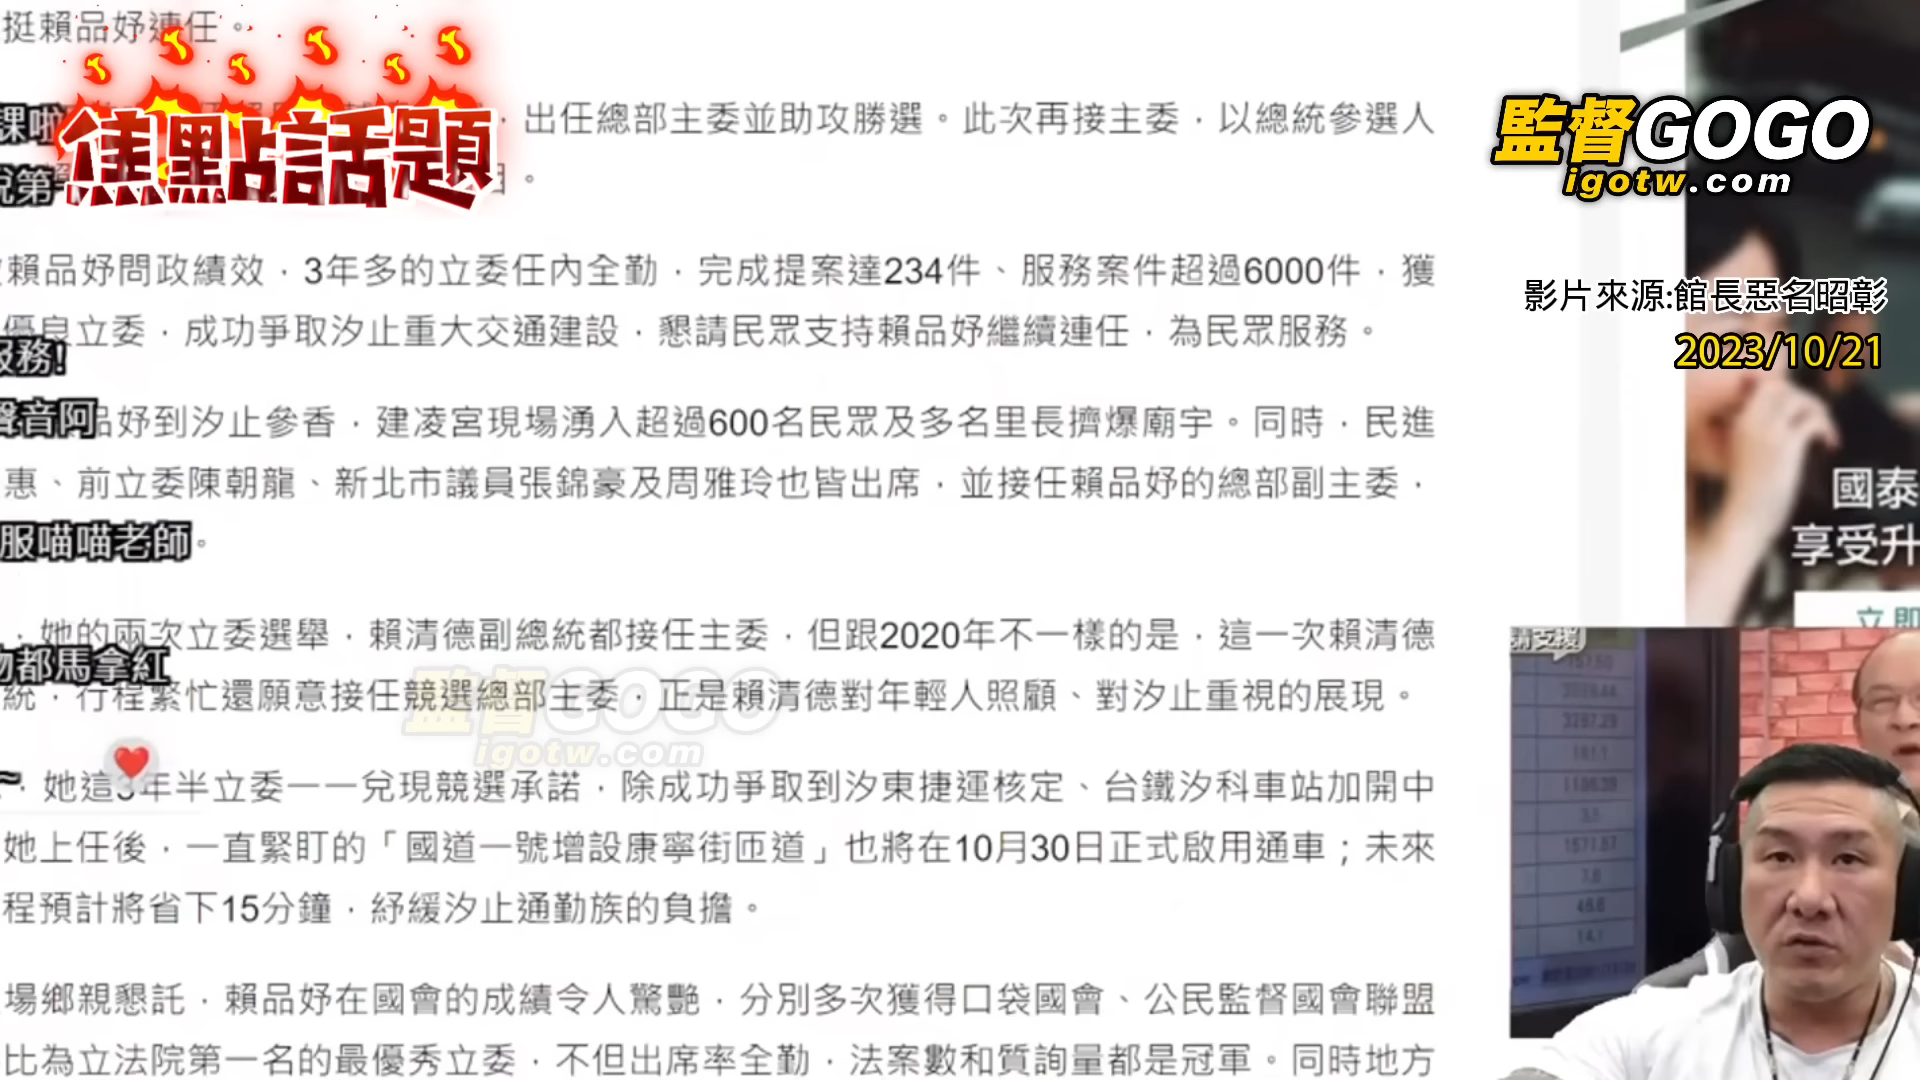 挺賴品妤連任。
課啦
焦點話題
出任總部主委並助攻勝選。此次再接主委，以總統參選人
說第
。
監督GOGO
igotw.com
影片來源:館長惡名昭彰
2023/10/21
賴品妤問政績效，3年多的立委任內全勤，完成提案達234件、服務案件超過6000件，獲
優良立委，成功爭取汐止重大交通建設，懇請民眾支持賴品妤繼續連任，為民眾服務。
服務!
聲音阿
品妤到汐止參香，建凌宮現場湧入超過600名民眾及多名里長擠爆廟宇。同時，民進
惠、前立委陳朝龍、新北市議員張錦豪及周雅玲也皆出席，並接任賴品妤的總部副主委，
服喵喵老師。
國泰
享受升
立即
，她的兩次立委選舉，賴清德副總統都接任主委，但跟2020年不一樣的是，這一次賴清德
物都馬拿紅
統，行程繁忙還願意接任競選總部主委，正是賴清德對年輕人照顧、對汐止重視的展現。
監督GOGO
igotw.com
請支援
，她這3年半立委一一兌現競選承諾，除成功爭取到汐東捷運核定、台鐵汐科車站加開中
她上任後，一直緊盯的「國道一號增設康寧街匝道」也將在10月30日正式啟用通車；未來
程預計將省下15分鐘，紓緩汐止通勤族的負擔。
場鄉親懇託，賴品妤在國會的成績令人驚艷，分別多次獲得口袋國會、公民監督國會聯盟
比為立法院第一名的最優秀立委，不但出席率全勤，法案數和質詢量都是冠軍。同時地方